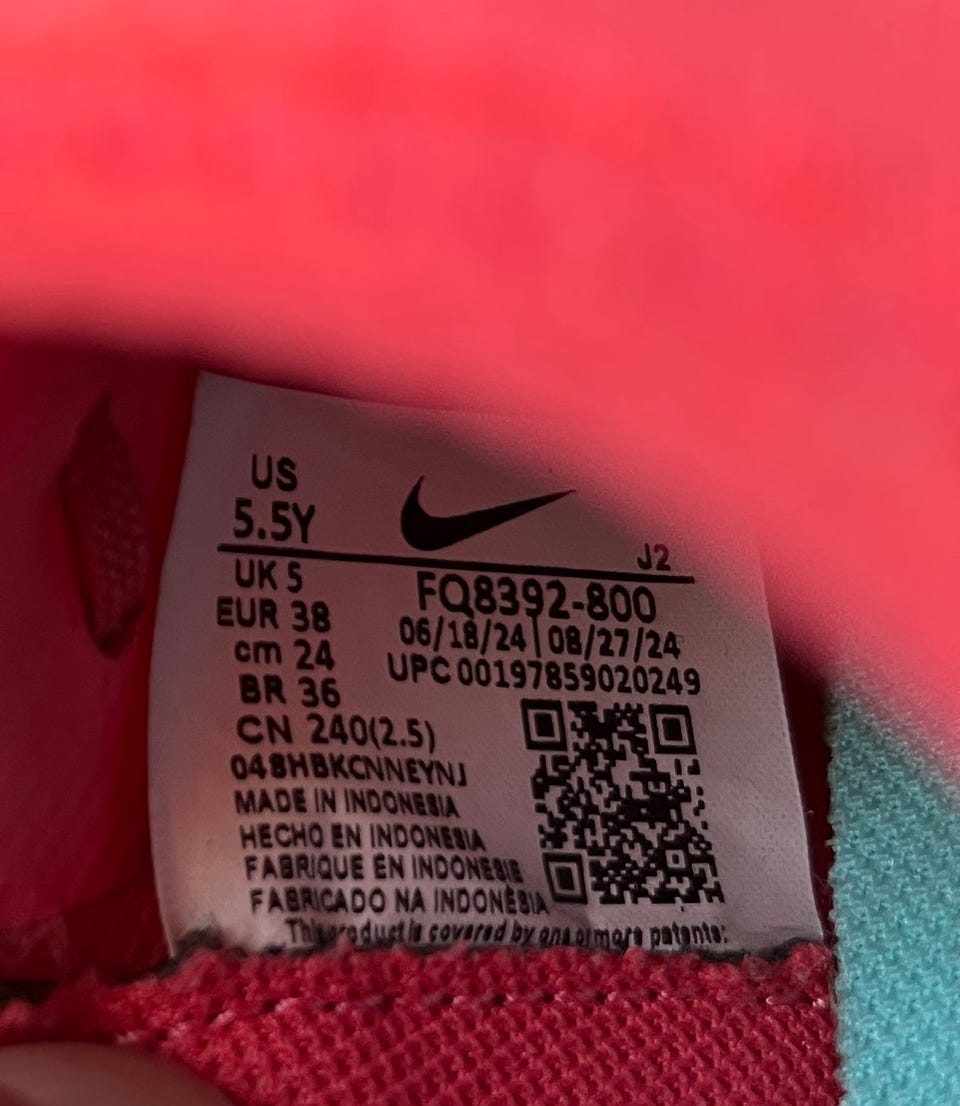 US
5.5Y
J2
UK 5
EUR 38
cm 24
BR 36
CN 240(2.5)
FQ8392-800
06/18/24 | 08/27/24
UPC 00197859020249
048HBKCNNEYNJ
MADE IN INDONESIA
HECHO EN INDONESIA
FABRIQUE EN INDONESIE
FABRICADO NA INDONÉSIA
This product is covered by one or more patents: